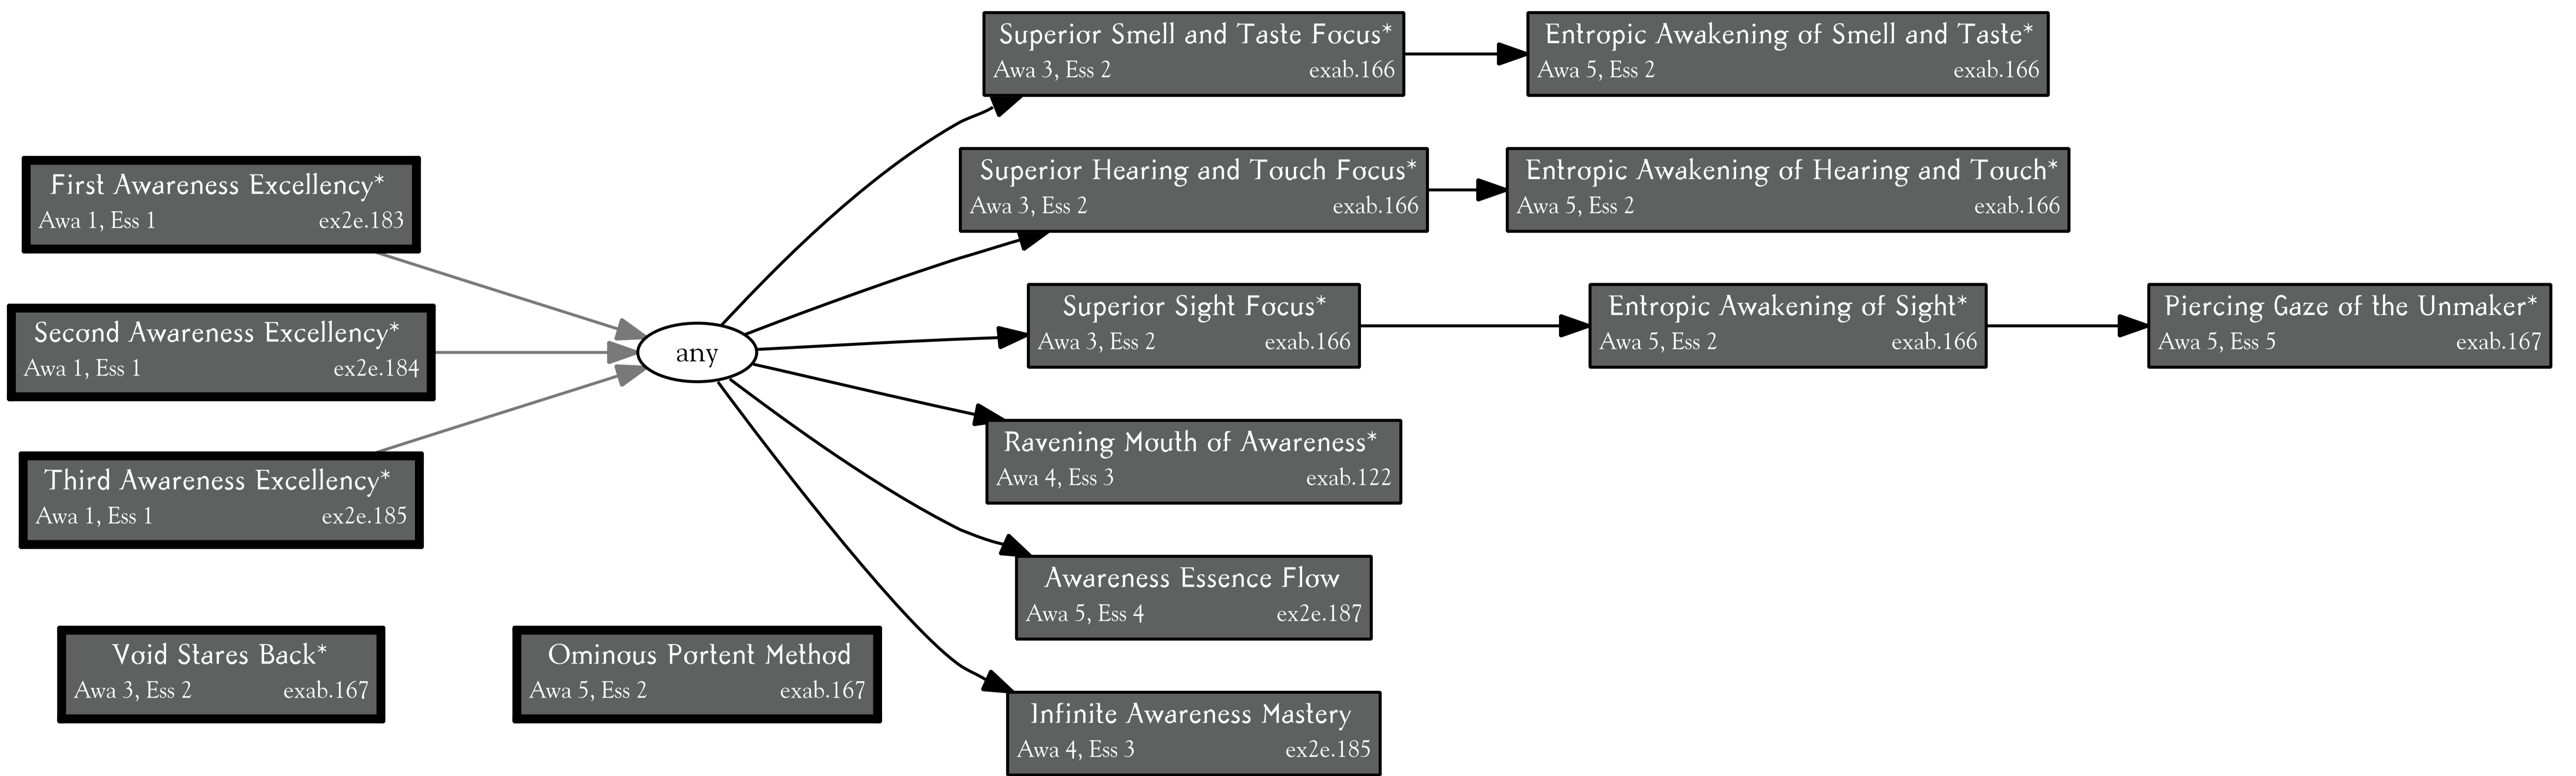 First Awareness Excellency*
Awa 1, Ess 1 ex2e.183
Second Awareness Excellency*
Awa 1, Ess 1 ex2e.184
Third Awareness Excellency*
Awa 1, Ess 1 ex2e.185
Void Stares Back*
Awa 3, Ess 2 exab.167
Ominous Portent Method
Awa 5, Ess 2 exab.167
any
Superior Smell and Taste Focus*
Awa 3, Ess 2 exab.166
Entropic Awakening of Smell and Taste*
Awa 5, Ess 2 exab.166
Superior Hearing and Touch Focus*
Awa 3, Ess 2 exab.166
Entropic Awakening of Hearing and Touch*
Awa 5, Ess 2 exab.166
Superior Sight Focus*
Awa 3, Ess 2 exab.166
Entropic Awakening of Sight*
Awa 5, Ess 2 exab.166
Piercing Gaze of the Unmaker*
Awa 5, Ess 5 exab.167
Ravening Mouth of Awareness*
Awa 4, Ess 3 exab.122
Awareness Essence Flow
Awa 5, Ess 4 ex2e.187
Infinite Awareness Mastery
Awa 4, Ess 3 ex2e.185